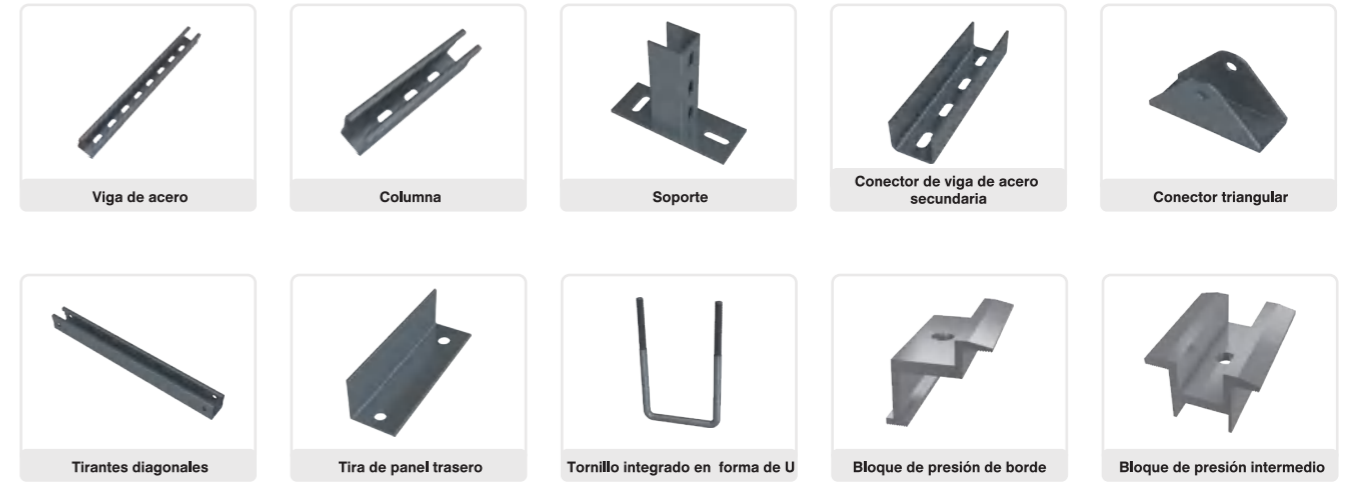 Viga de acero
Columna
Soporte
Conector de viga de acero
secundaria
Conector triangular
Tirantes diagonales
Tira de panel trasero
Tornillo integrado en forma de U
Bloque de presión de borde
Bloque de presión intermedio